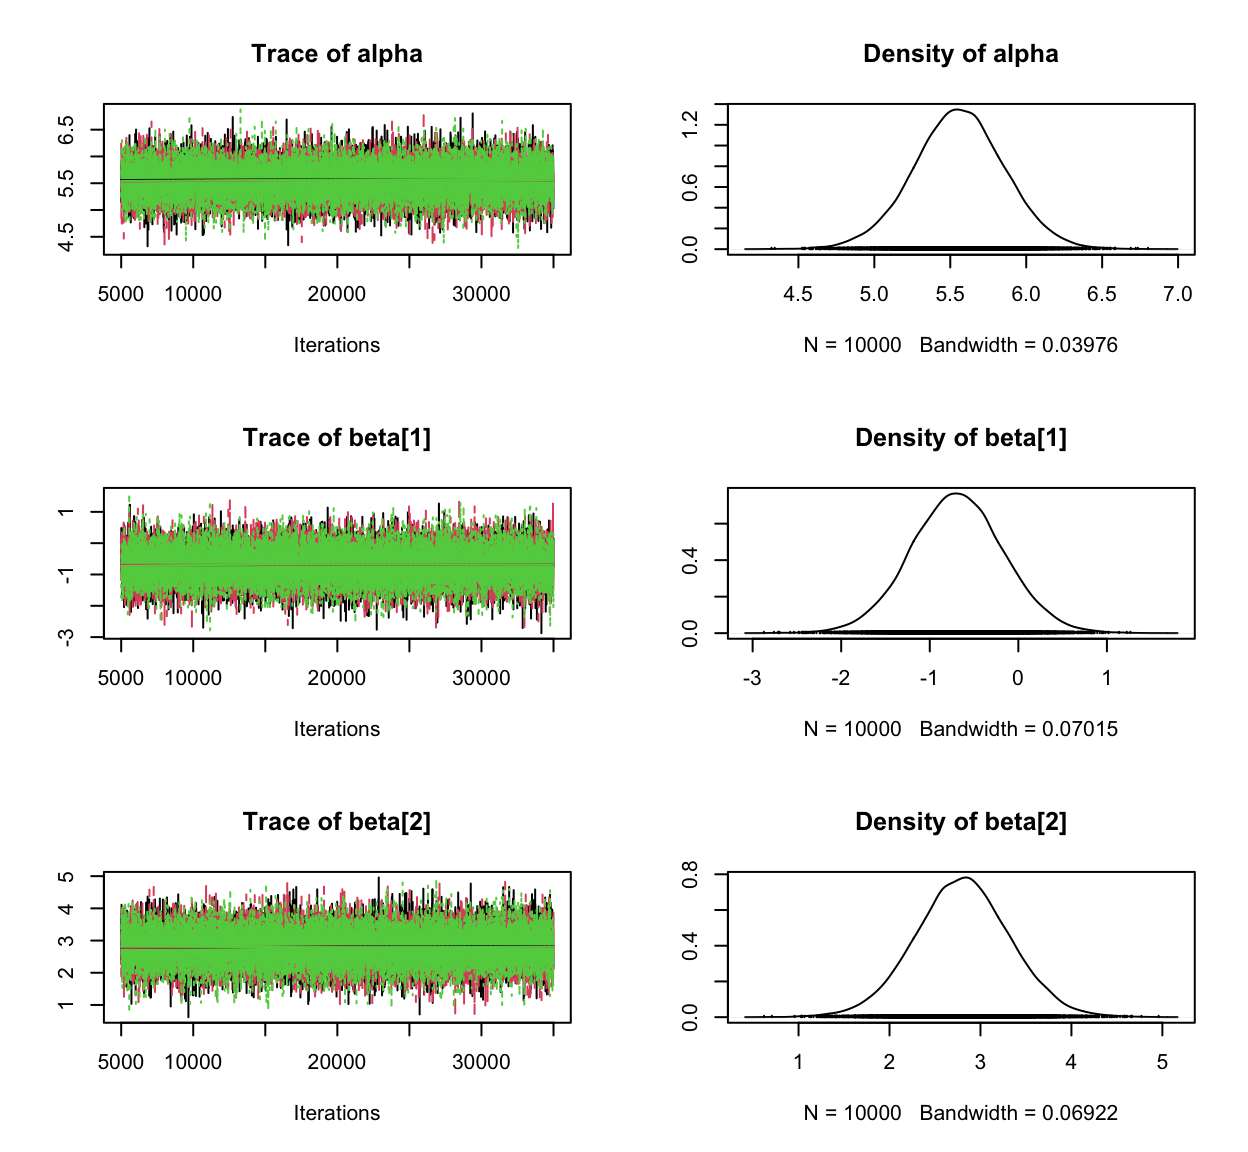 Trace of alpha
6.5
5.5
4.5
5000 10000 20000 30000
Iterations
Density of alpha
1.2
0.6
0.0
4.5 5.0 5.5 6.0 6.5 7.0
N = 10000 Bandwidth = 0.03976
Trace of beta[1]
1
-1
-3
5000 10000 20000 30000
Iterations
Density of beta[1]
0.4
0.0
-3 -2 -1 0 1
N = 10000 Bandwidth = 0.07015
Trace of beta[2]
5
4
3
2
1
5000 10000 20000 30000
Iterations
Density of beta[2]
0.8
0.4
0.0
1 2 3 4 5
N = 10000 Bandwidth = 0.06922